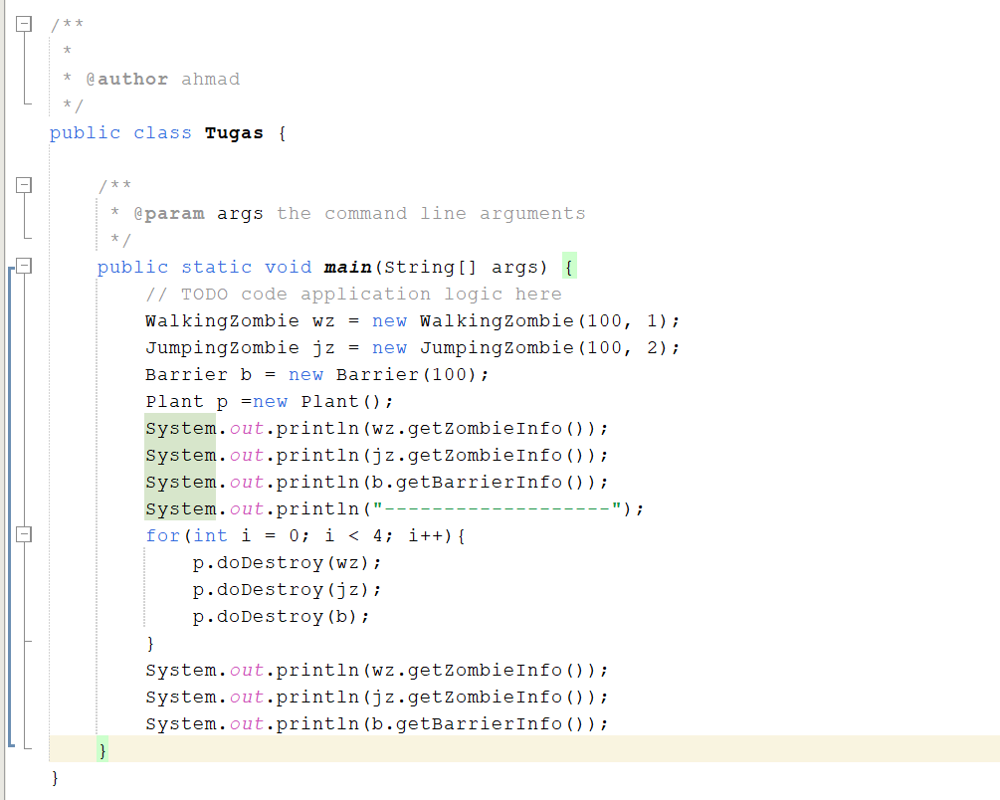 /**
 *
 * @author ahmad
 */
public class Tugas {

    /**
     * @param args the command line arguments
     */
    public static void main(String[] args) {
        // TODO code application logic here
        WalkingZombie wz = new WalkingZombie(100, 1);
        JumpingZombie jz = new JumpingZombie(100, 2);
        Barrier b = new Barrier(100);
        Plant p =new Plant();
        System.out.println(wz.getZombieInfo());
        System.out.println(jz.getZombieInfo());
        System.out.println(b.getBarrierInfo());
        System.out.println("-------------------");
        for(int i = 0; i < 4; i++){
            p.doDestroy(wz);
            p.doDestroy(jz);
            p.doDestroy(b);
        }
        System.out.println(wz.getZombieInfo());
        System.out.println(jz.getZombieInfo());
        System.out.println(b.getBarrierInfo());
    }
}